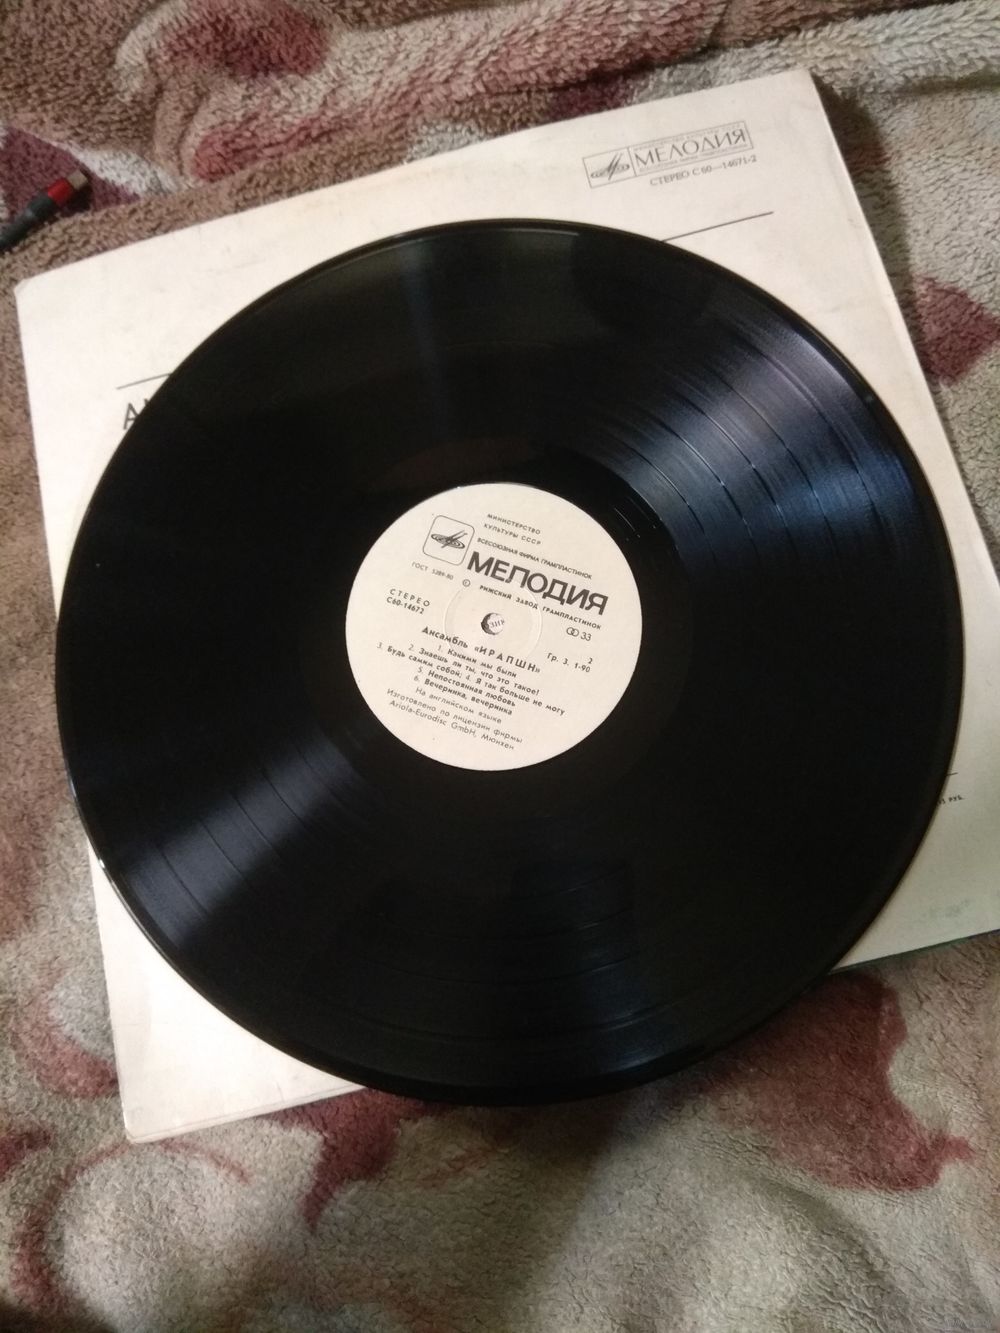 МЕЛОДИЯ
СТЕРЕО С 60—14671-2
МИНИСТЕРСТВО
КУЛЬТУРЫ СССР
ВСЕСОЮЗНАЯ ФИРМА ГРАМПЛАСТИНОК
МЕЛОДИЯ
ГОСТ 5289-80
© РИЖСКИЙ ЗАВОД ГРАМПЛАСТИНОК
СТЕРЕО
С60-14672
33
2
Гр. 3. 1-90
Ансамбль «ИРАПШН»
1. Какими мы были
2. Знаешь ли ты, что это такое!
3. Будь самим собой; 4. Я так больше не могу
5. Непостоянная любовь
6. Вечеринка, вечеринка
На английском языке
Изготовлено по лицензии фирмы
Ariola-Eurodisc GmbH, Мюнхен
РУБ.